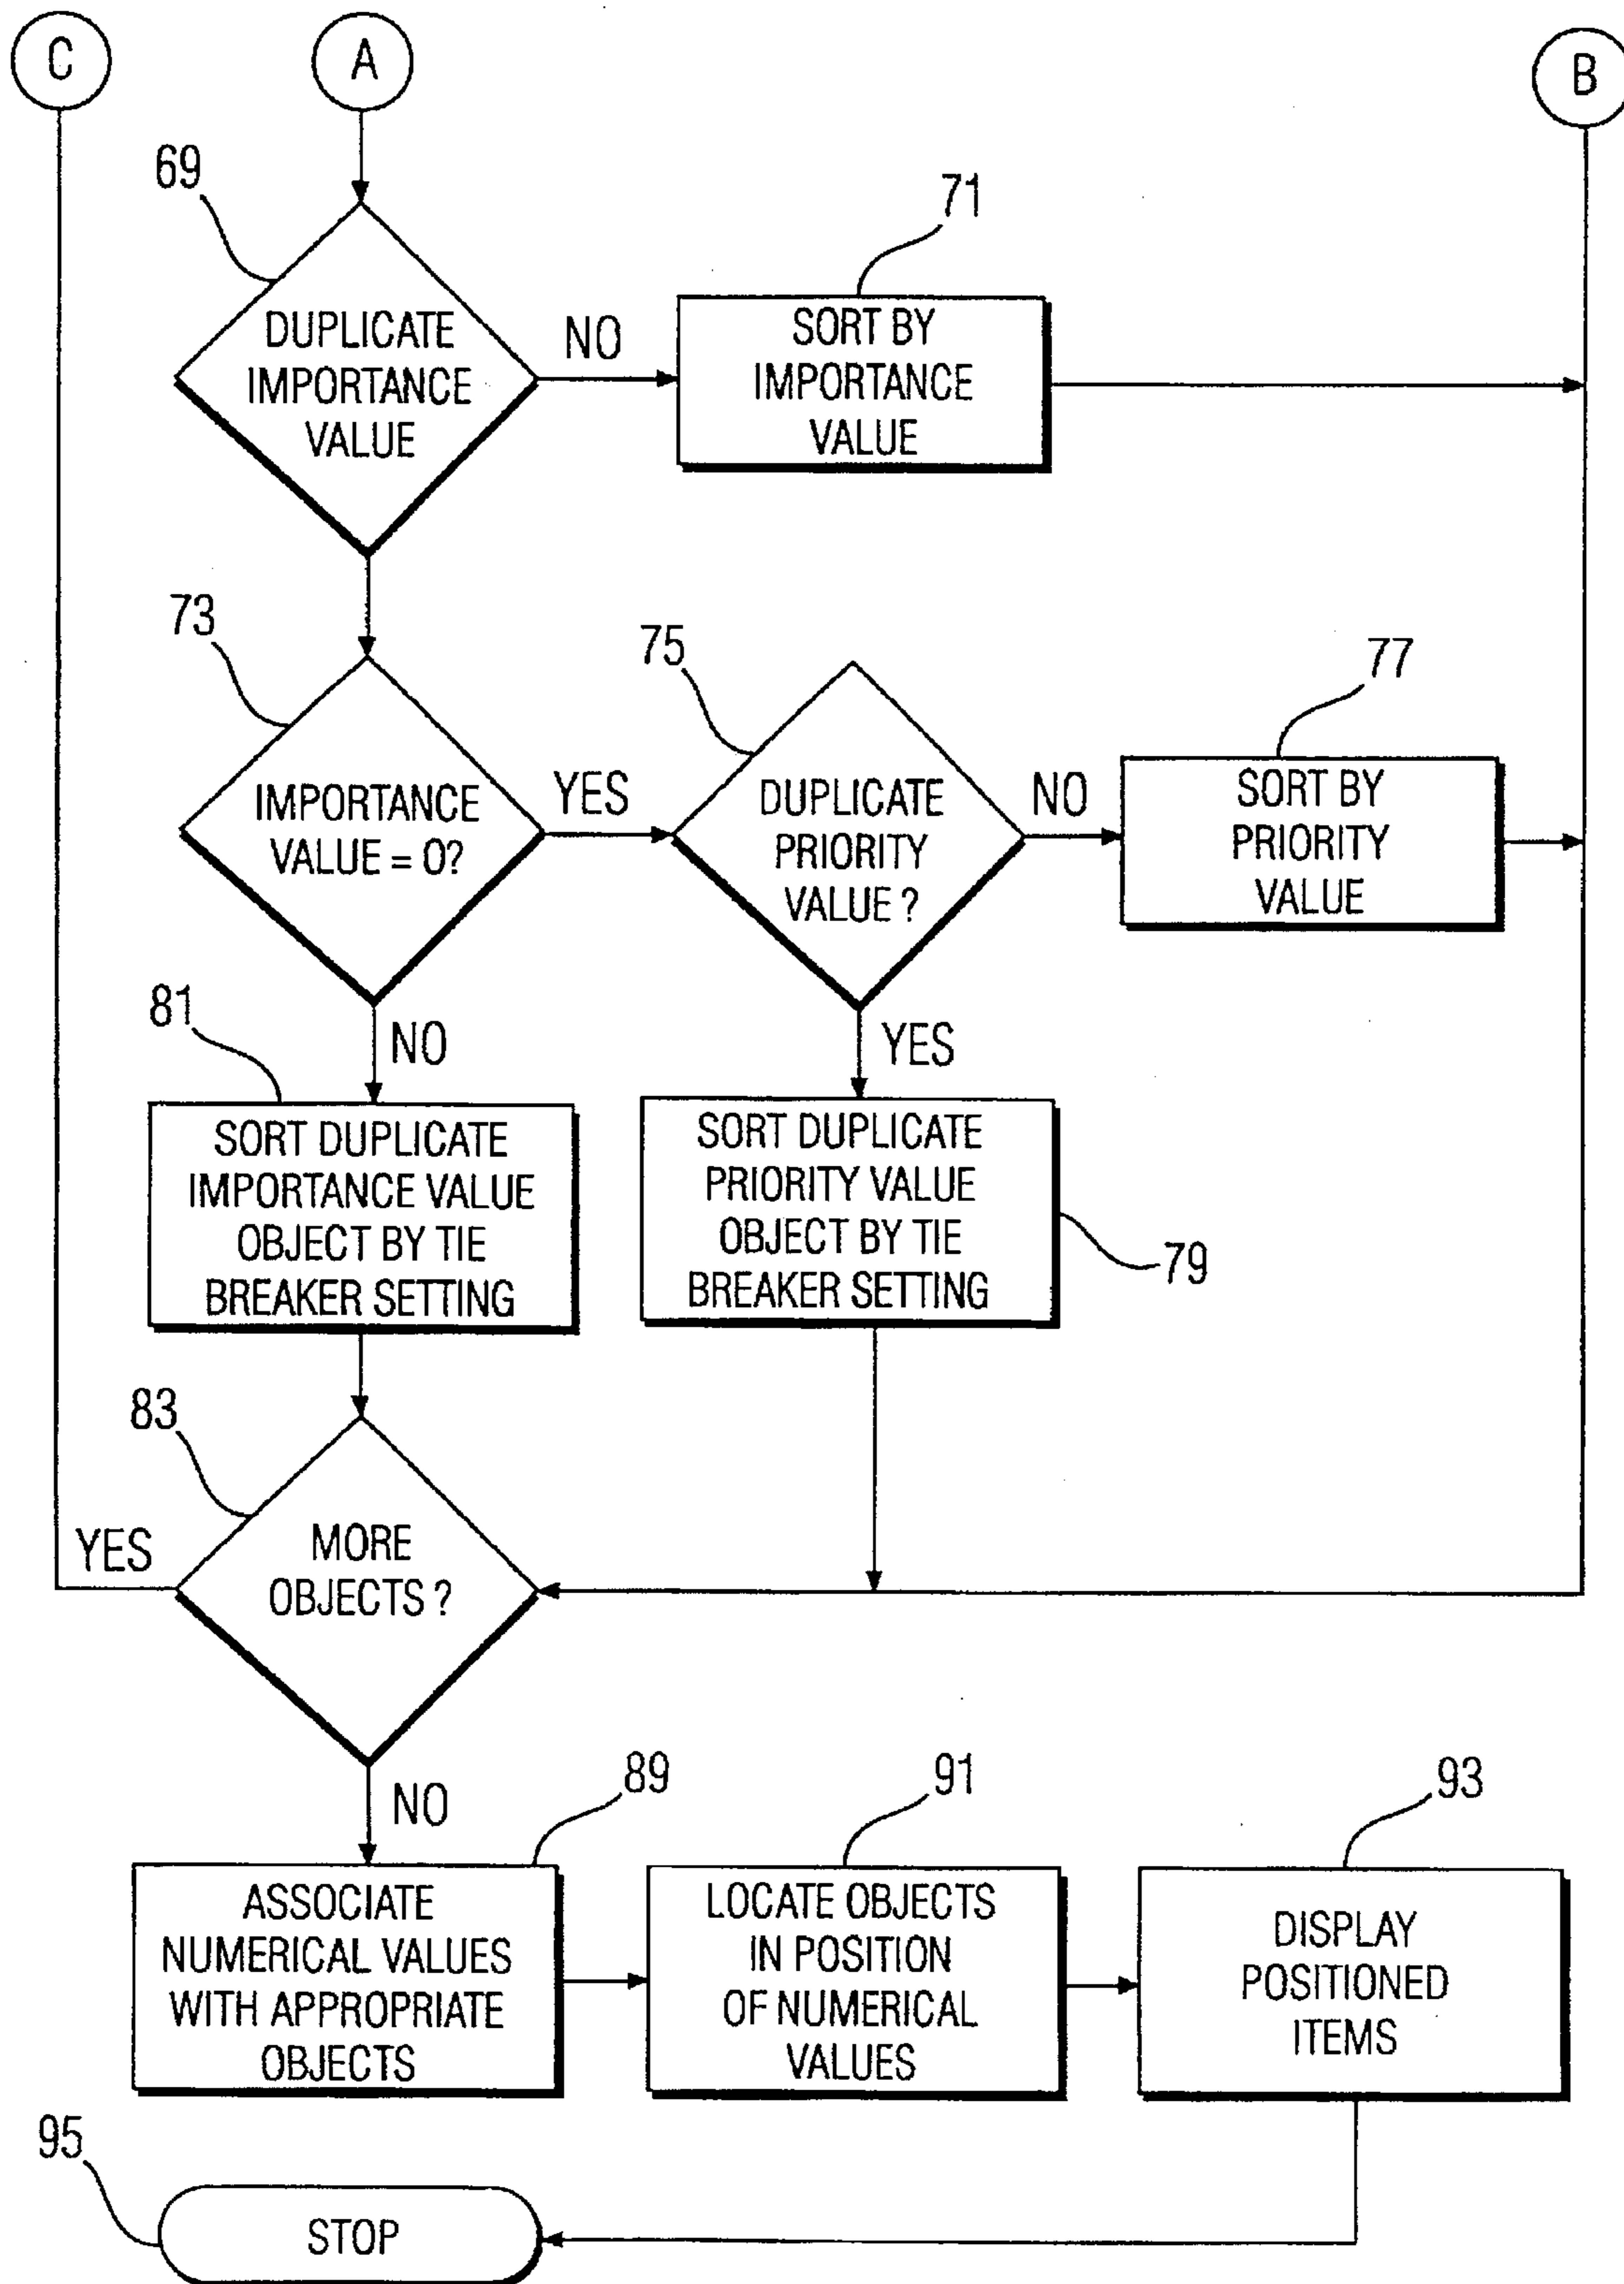 C
A
B
69
71
DUPLICATE
IMPORTANCE
VALUE
NO
SORT BY
IMPORTANCE
VALUE
73
75
77
IMPORTANCE
VALUE = 0?
YES
DUPLICATE
PRIORITY
VALUE ?
NO
SORT BY
PRIORITY
VALUE
81
NO
YES
SORT DUPLICATE
IMPORTANCE VALUE
OBJECT BY TIE
BREAKER SETTING
SORT DUPLICATE
PRIORITY VALUE
OBJECT BY TIE
BREAKER SETTING
79
83
YES
MORE
OBJECTS ?
NO
89
91
93
ASSOCIATE
NUMERICAL VALUES
WITH APPROPRIATE
OBJECTS
LOCATE OBJECTS
IN POSITION
OF NUMERICAL
VALUES
DISPLAY
POSITIONED
ITEMS
95
STOP